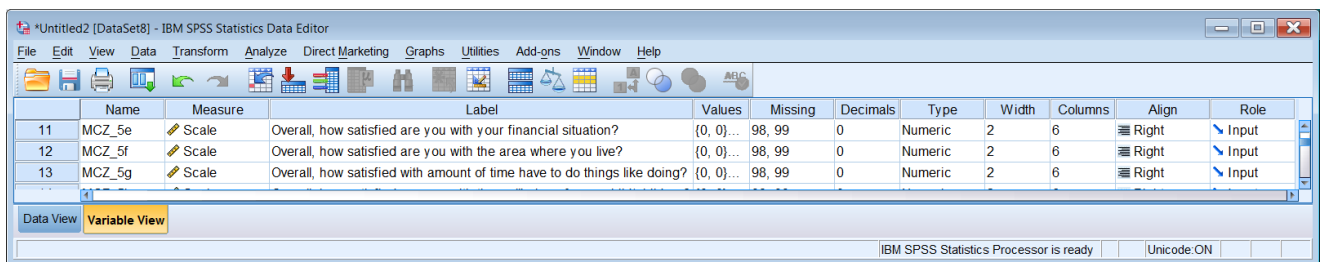 *Untitled2 [DataSet8] - IBM SPSS Statistics Data Editor
File Edit View Data Transform Analyze Direct Marketing Graphs Utilities Add-ons Window Help
Name Measure Label Values Missing Decimals Type Width Columns Align Role
11 MCZ_5e Scale Overall, how satisfied are you with your financial situation? {0, 0}... 98, 99 0 Numeric 2 6 Right Input
12 MCZ_5f Scale Overall, how satisfied are you with the area where you live? {0, 0}... 98, 99 0 Numeric 2 6 Right Input
13 MCZ_5g Scale Overall, how satisfied with amount of time have to do things like doing? {0, 0}... 98, 99 0 Numeric 2 6 Right Input
Data View Variable View
IBM SPSS Statistics Processor is ready Unicode:ON